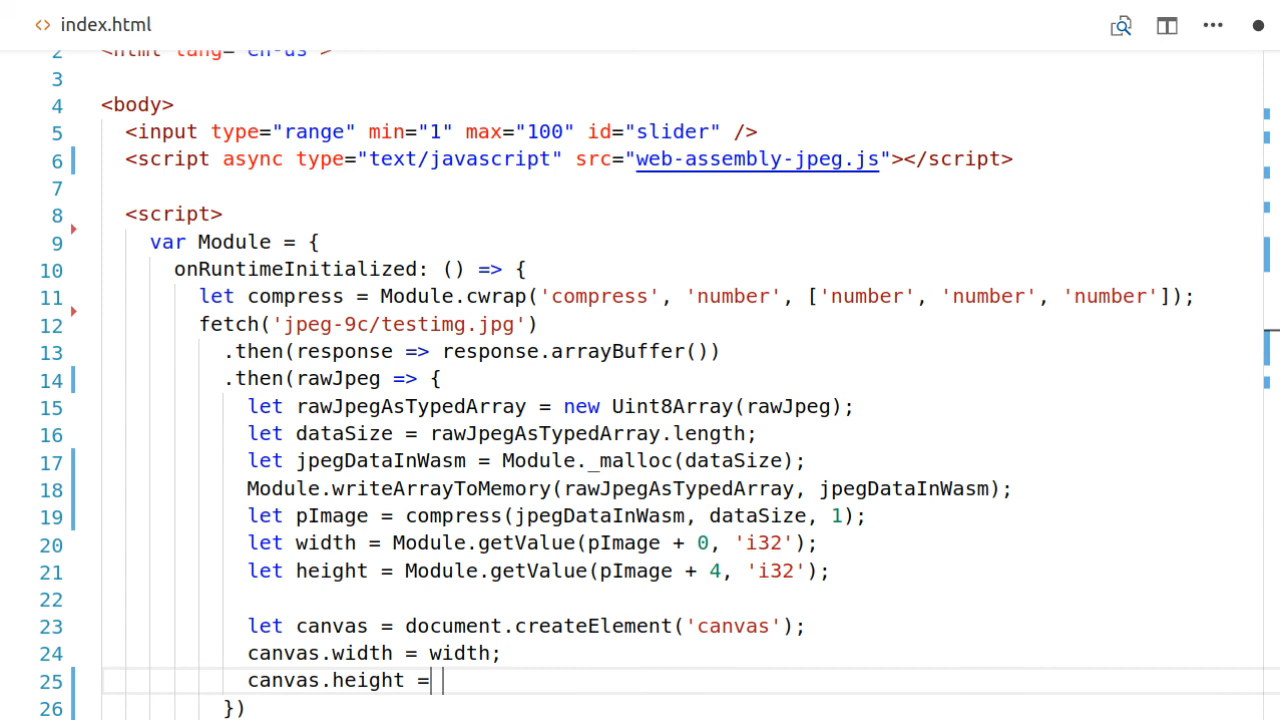 index.html
2 <html lang="en-us">
3
4 <body>
5 <input type="range" min="1" max="100" id="slider" />
6 <script async type="text/javascript" src="web-assembly-jpeg.js"></script>
7
8 <script>
9 var Module = {
10 onRuntimeInitialized: () => {
11 let compress = Module.cwrap('compress', 'number', ['number', 'number', 'number']);
12 fetch('jpeg-9c/testimg.jpg')
13 .then(response => response.arrayBuffer())
14 .then(rawJpeg => {
15 let rawJpegAsTypedArray = new Uint8Array(rawJpeg);
16 let dataSize = rawJpegAsTypedArray.length;
17 let jpegDataInWasm = Module._malloc(dataSize);
18 Module.writeArrayToMemory(rawJpegAsTypedArray, jpegDataInWasm);
19 let pImage = compress(jpegDataInWasm, dataSize, 1);
20 let width = Module.getValue(pImage + 0, 'i32');
21 let height = Module.getValue(pImage + 4, 'i32');
22
23 let canvas = document.createElement('canvas');
24 canvas.width = width;
25 canvas.height =
26 })